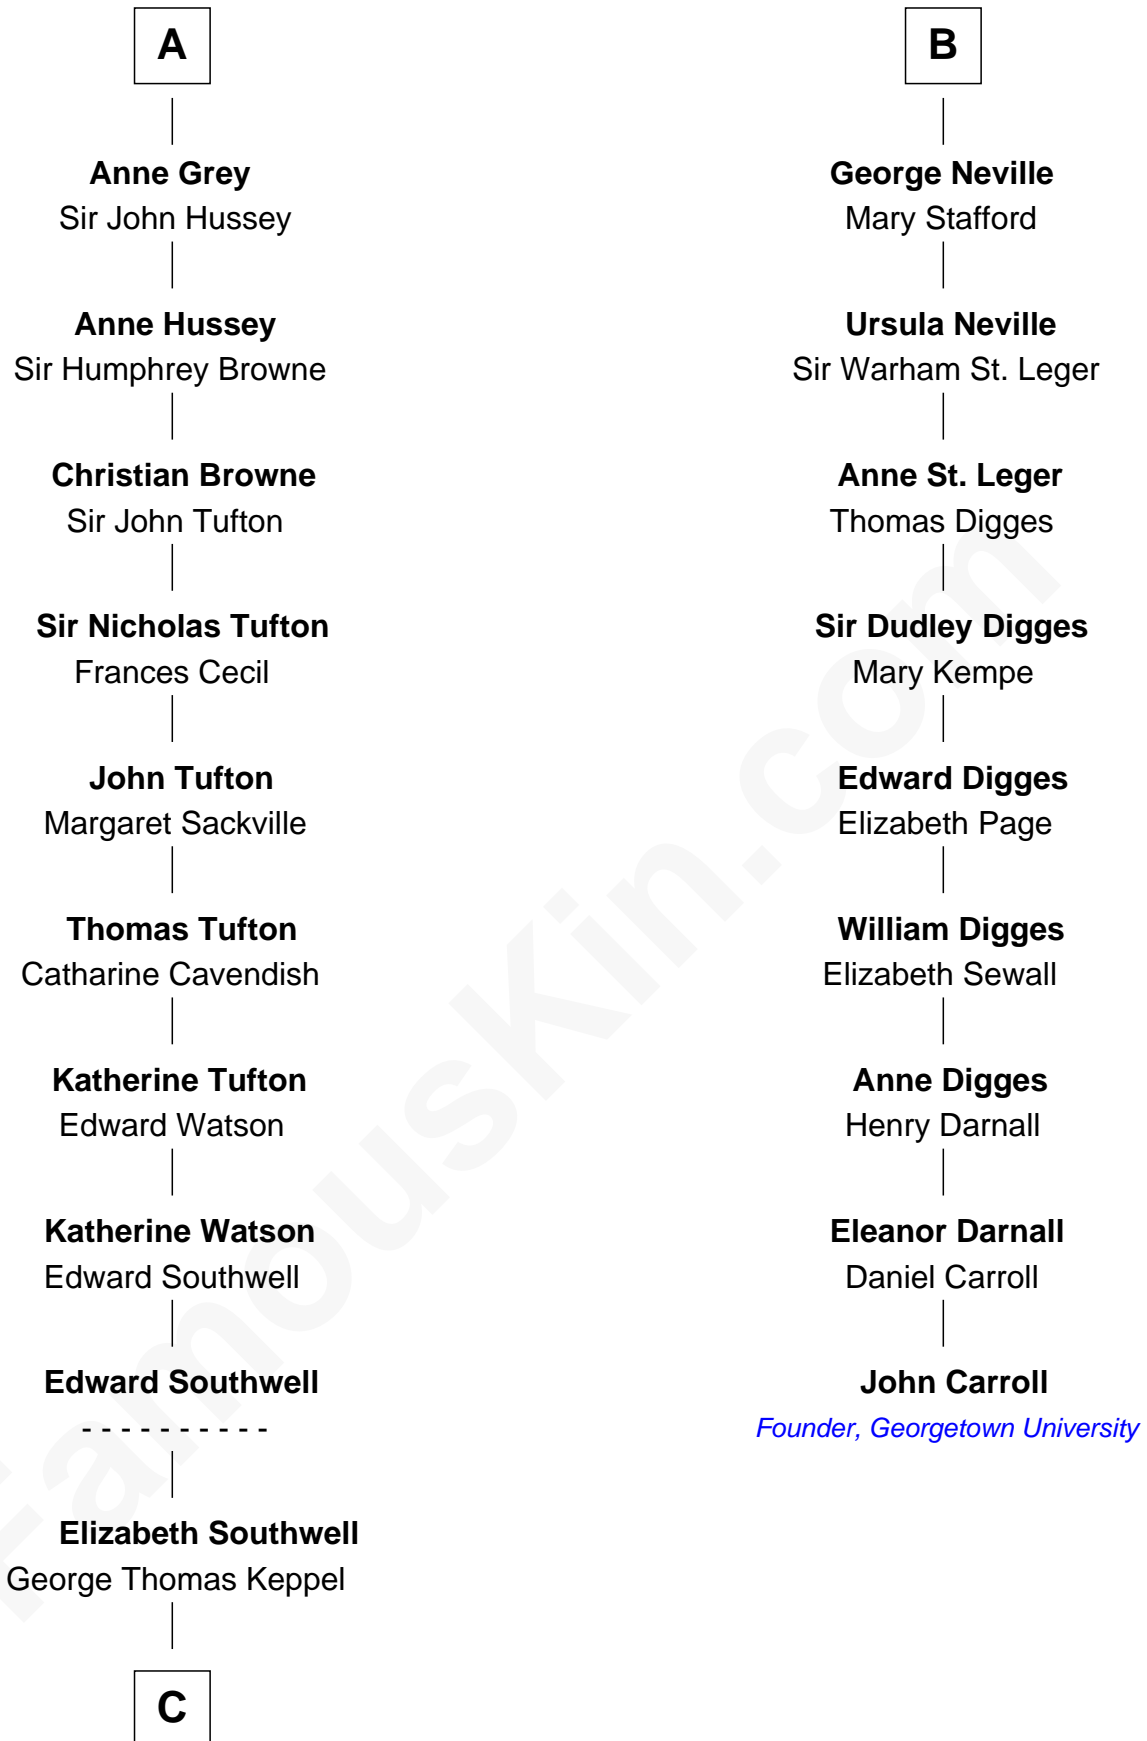 A
Anne Grey
Sir John Hussey
Anne Hussey
Sir Humphrey Browne
Christian Browne
Sir John Tufton
Sir Nicholas Tufton
Frances Cecil
John Tufton
Margaret Sackville
Thomas Tufton
Catharine Cavendish
Katherine Tufton
Edward Watson
Katherine Watson
Edward Southwell
Edward Southwell
- - - - - - - - - -
Elizabeth Southwell
George Thomas Keppel
C
B
George Neville
Mary Stafford
Ursula Neville
Sir Warham St. Leger
Anne St. Leger
Thomas Digges
Sir Dudley Digges
Mary Kempe
Edward Digges
Elizabeth Page
William Digges
Elizabeth Sewall
Anne Digges
Henry Darnall
Eleanor Darnall
Daniel Carroll
John Carroll
Founder, Georgetown University
FamousKin.com